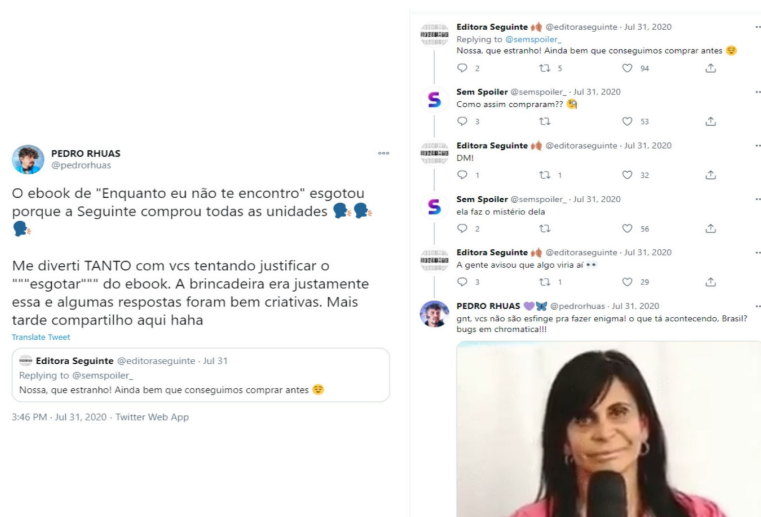 PEDRO RHUAS
@pedrorhuas
O ebook de "Enquanto eu não te encontro" esgotou
porque a Seguinte comprou todas as unidades 🗣️🗣️
🗣️
Me diverti TANTO com vcs tentando justificar o
"""esgotar""" do ebook. A brincadeira era justamente
essa e algumas respostas foram bem criativas. Mais
tarde compartilho aqui haha
Translate Tweet
Editora Seguinte @editoraseguinte · Jul 31
Replying to @semspoiler_
Nossa, que estranho! Ainda bem que conseguimos comprar antes 😌
3:46 PM · Jul 31, 2020 · Twitter Web App
Editora Seguinte @editoraseguinte · Jul 31, 2020
Replying to @semspoiler_
Nossa, que estranho! Ainda bem que conseguimos comprar antes 😌
2 5 94
Sem Spoiler @semspoiler_ · Jul 31, 2020
Como assim compraram?? 🧐
3 53
Editora Seguinte @editoraseguinte · Jul 31, 2020
DM!
1 1 32
Sem Spoiler @semspoiler_ · Jul 31, 2020
ela faz o mistério dela
2 56
Editora Seguinte @editoraseguinte · Jul 31, 2020
A gente avisou que algo viria aí 👀
3 1 29
PEDRO RHUAS 💜🦋 @pedrorhuas · Jul 31, 2020
gnt, vcs não são esfinge pra fazer enigma! o que tá acontecendo, Brasil?
bugs em chromatica!!!